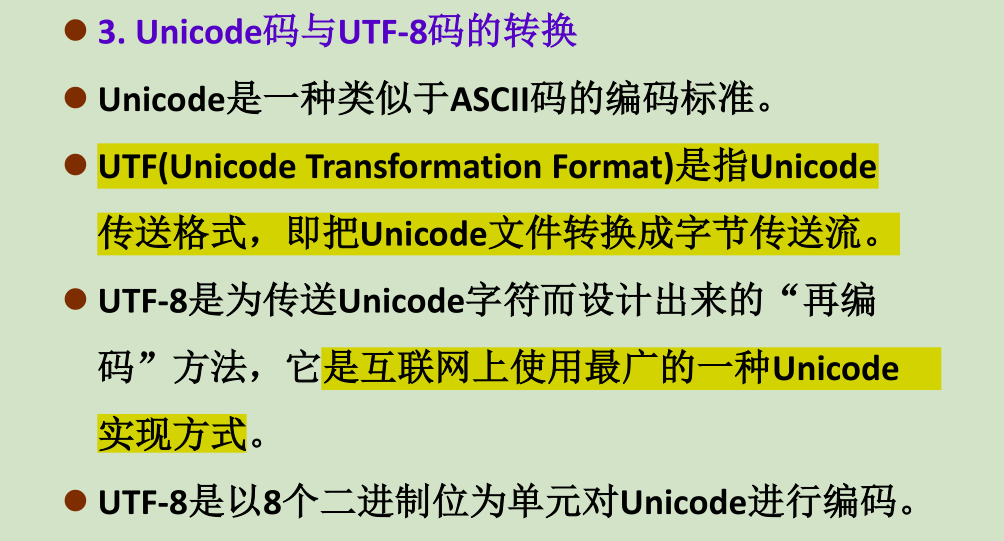 3. Unicode码与UTF-8码的转换
Unicode是一种类似于ASCII码的编码标准。
UTF(Unicode Transformation Format)是指Unicode
传送格式，即把Unicode文件转换成字节传送流。
UTF-8是为传送Unicode字符而设计出来的“再编
码”方法，它是互联网上使用最广的一种Unicode
实现方式。
UTF-8是以8个二进制位为单元对Unicode进行编码。